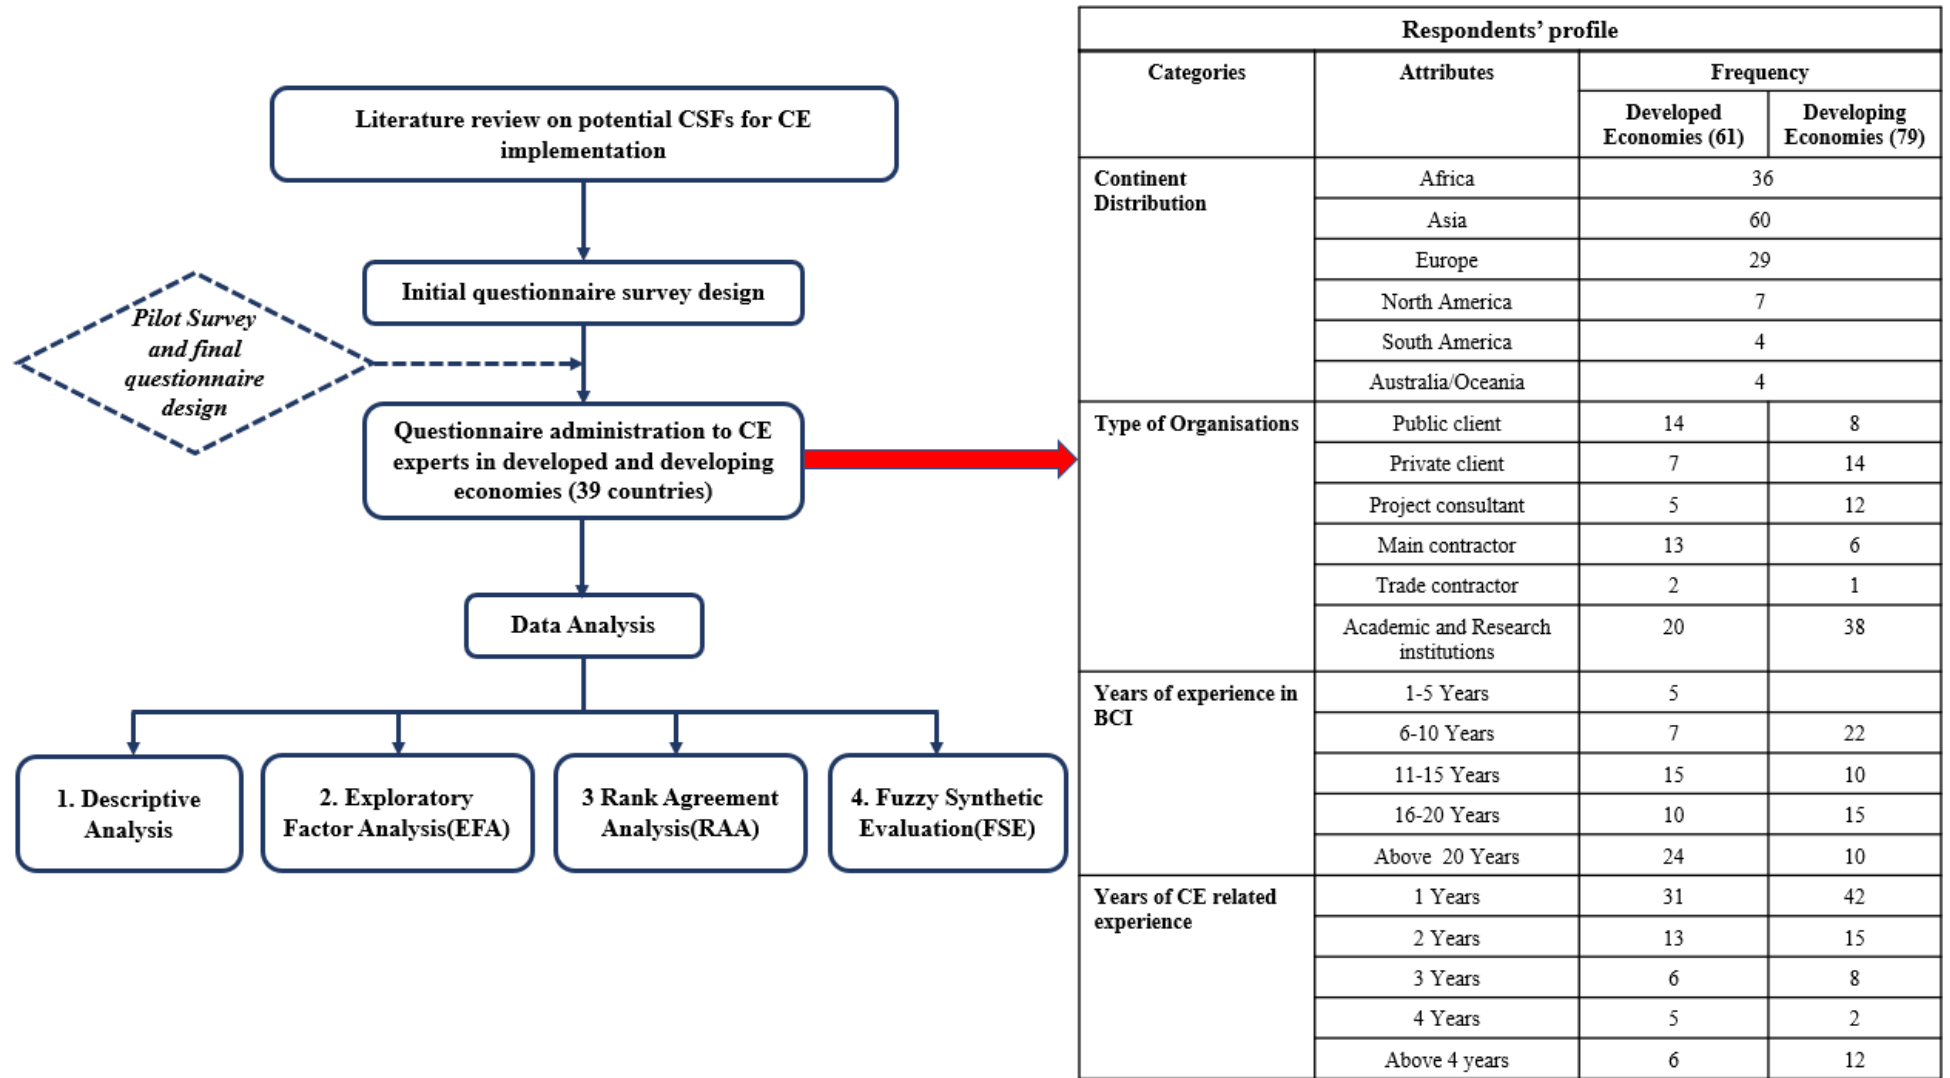 Literature review on potential CSFs for CE
implementation
Initial questionnaire survey design
Pilot Survey
and final
questionnaire
design
Questionnaire administration to CE
experts in developed and developing
economies (39 countries)
Data Analysis
1. Descriptive
Analysis
2. Exploratory
Factor Analysis(EFA)
3 Rank Agreement
Analysis(RAA)
4. Fuzzy Synthetic
Evaluation(FSE)
Respondents' profile
Categories Attributes Frequency
Developed
Economies (61)
Developing
Economies (79)
Continent
Distribution
Africa 36
Asia 60
Europe 29
North America 7
South America 4
Australia/Oceania 4
Type of Organisations
Public client 14 8
Private client 7 14
Project consultant 5 12
Main contractor 13 6
Trade contractor 2 1
Academic and Research
institutions
20 38
Years of experience in
BCI
1-5 Years 5
6-10 Years 7 22
11-15 Years 15 10
16-20 Years 10 15
Above 20 Years 24 10
Years of CE related
experience
1 Years 31 42
2 Years 13 15
3 Years 6 8
4 Years 5 2
Above 4 years 6 12